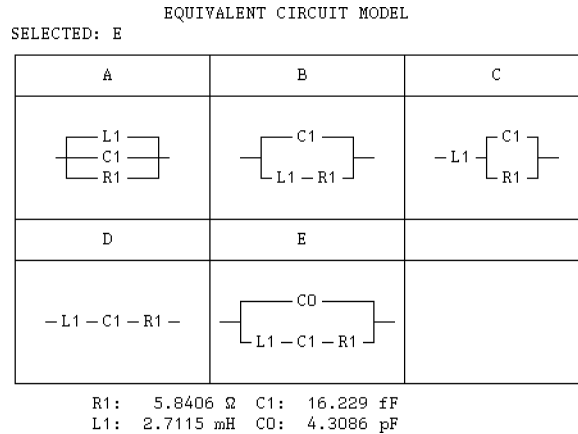 EQUIVALENT CIRCUIT MODEL
SELECTED: E
A B C
L1
C1
R1
C1
L1 R1
L1 C1
R1
D E
L1 C1 R1
C0
L1 C1 R1
R1: 5.8406 Ω C1: 16.229 fF
L1: 2.7115 mH C0: 4.3086 pF